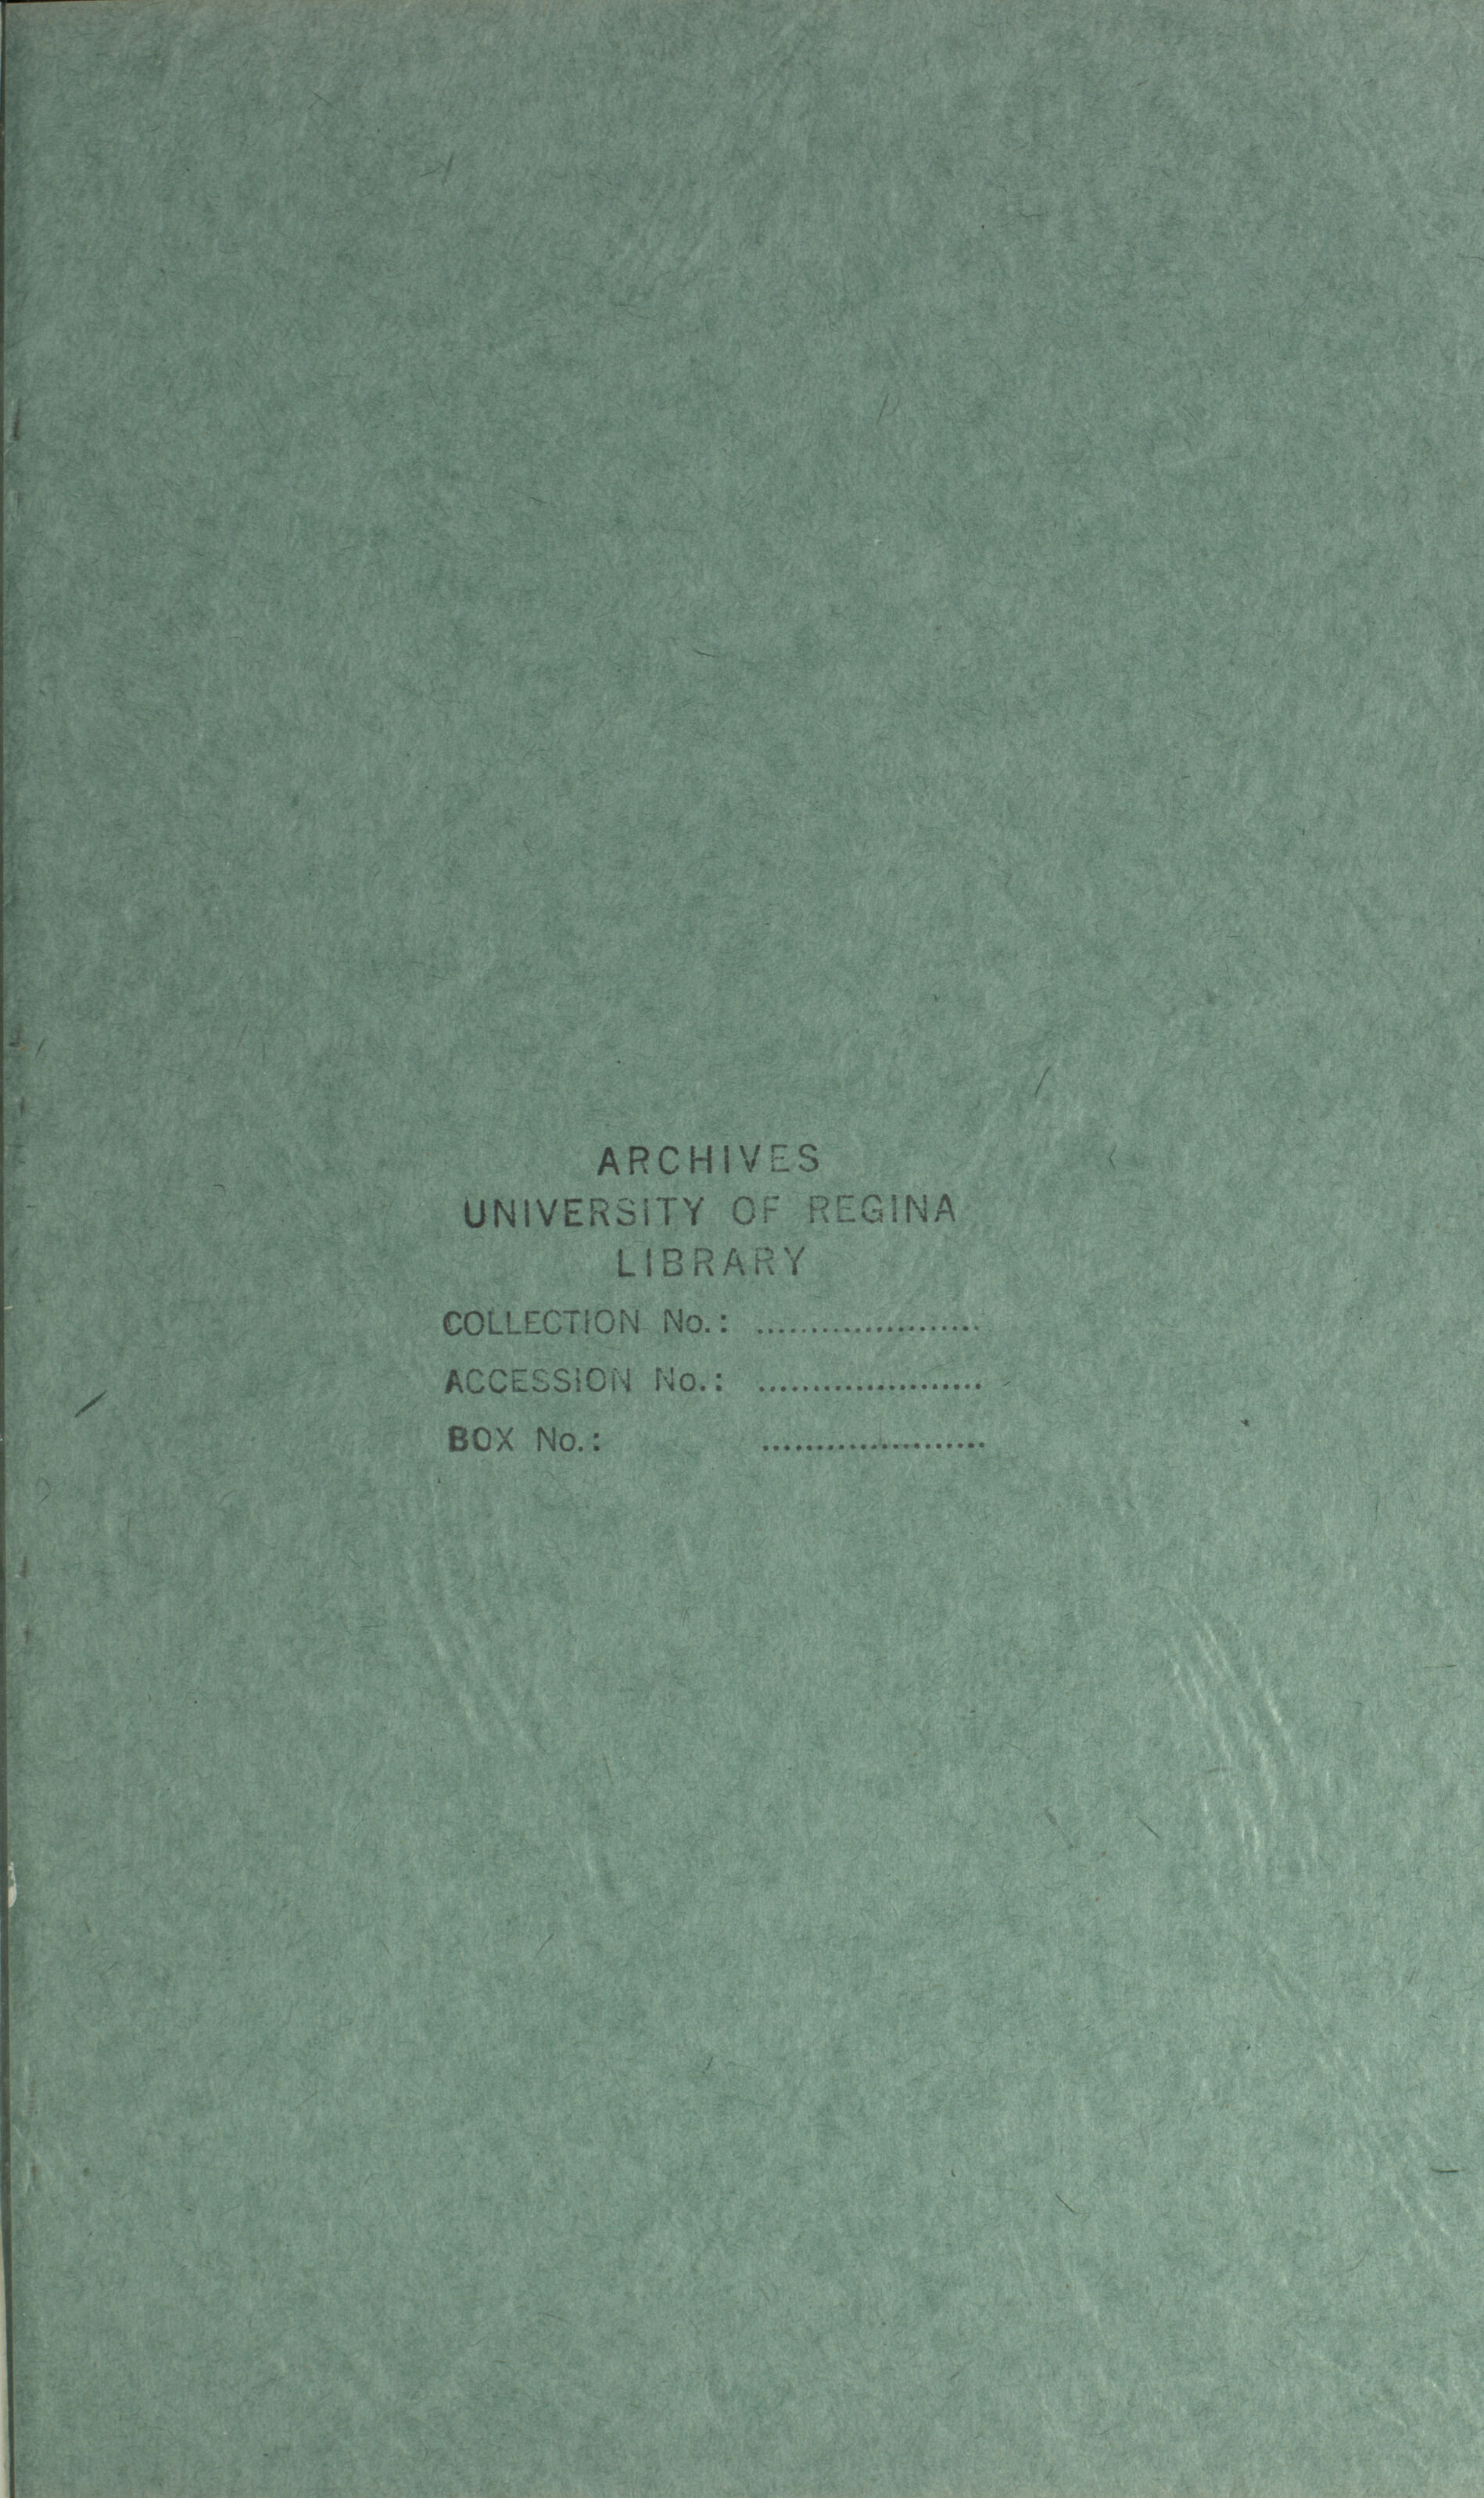 ARCHIVES
UNIVERSITY OF REGINA
LIBRARY
COLLECTION No.: ......................
ACCESSION No.: ......................
BOX No.: ......................